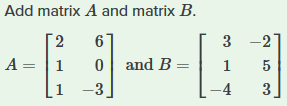 Add matrix A and matrix B.
A = [2 6; 1 0; 1 -3] and B = [3 -2; 1 5; -4 3]